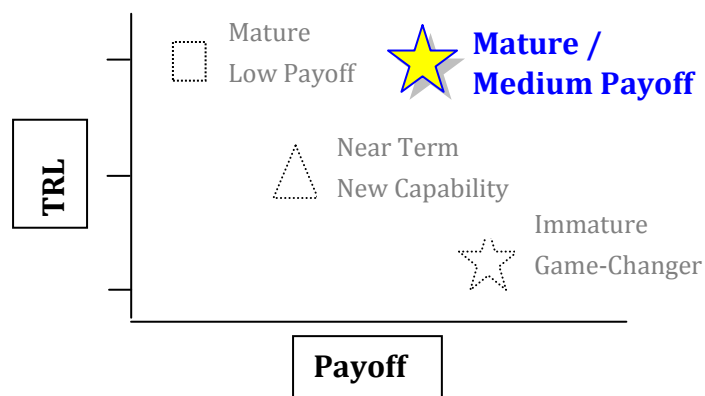 Mature
Low Payoff
Mature /
Medium Payoff
Near Term
New Capability
TRL
Immature
Game-Changer
Payoff